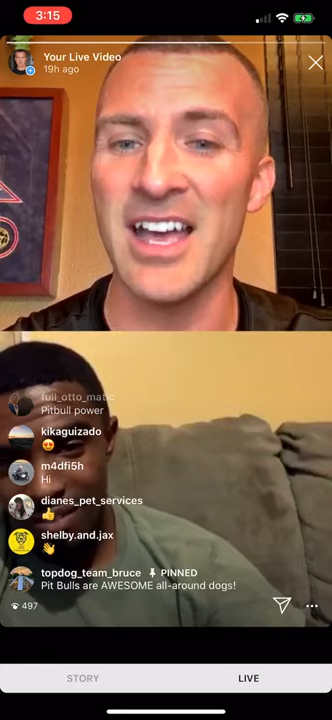 3:15
Your Live Video
19h ago
full_otto_matic
Pitbull power
kikaguizado
😍
m4dfi5h
Hi
dianes_pet_services
👍
shelby.and.jax
👋
topdog_team_bruce PINNED
Pit Bulls are AWESOME all-around dogs!
497
STORY LIVE